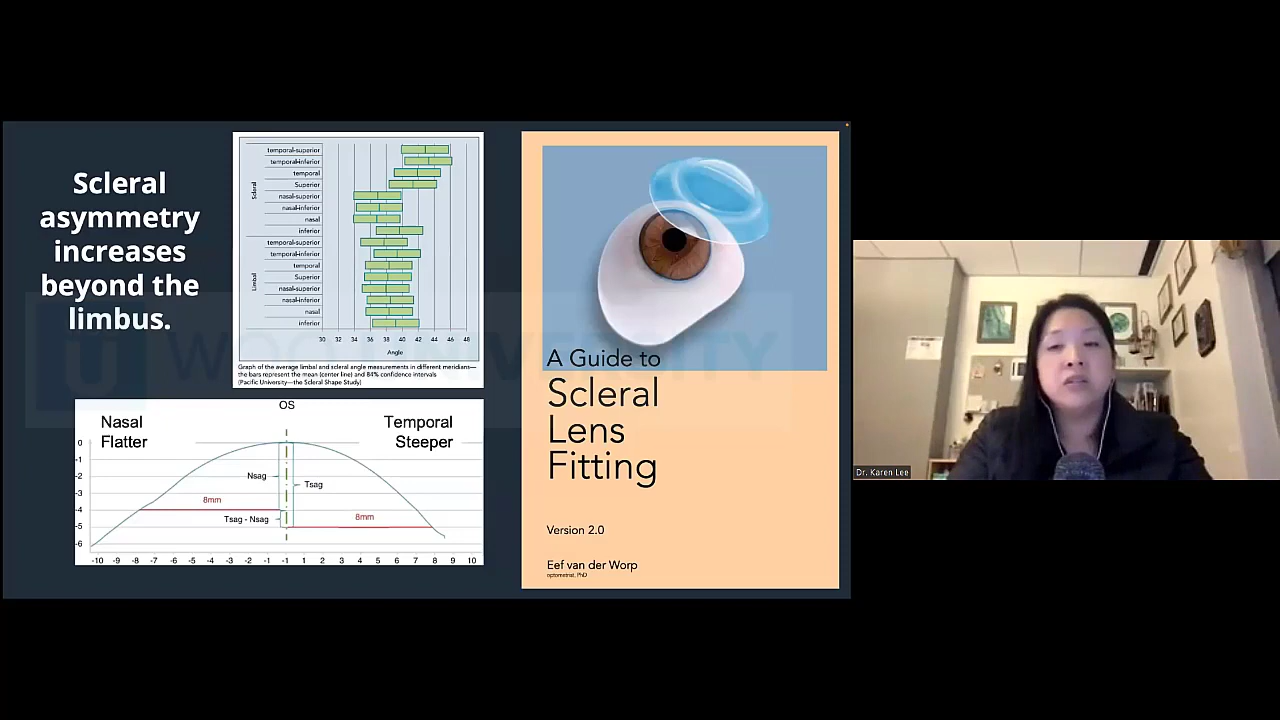 Scleral
asymmetry
increases
beyond the
limbus.
Scleral
temporal-superior
temporal-inferior
temporal
Superior
nasal-superior
nasal-inferior
nasal
inferior
Limbal
temporal-superior
temporal-inferior
temporal
Superior
nasal-superior
nasal-inferior
nasal
inferior
30 32 34 36 38 40 42 44 46 48
Angle
Graph of the average limbal and scleral angle measurements in different meridians—
the bars represent the mean (center line) and 84% confidence intervals
(Pacific University—the Scleral Shape Study)
OS
Nasal
Flatter
Temporal
Steeper
Nsag
Tsag
8mm
Tsag - Nsag
8mm
0
-1
-2
-3
-4
-5
-6
-10 -9 -8 -7 -6 -5 -4 -3 -2 -1 -1 1 2 3 4 5 6 7 8 9 10
A Guide to
Scleral
Lens
Fitting
Version 2.0
Eef van der Worp
optometrist, PhD
Dr. Karen Lee